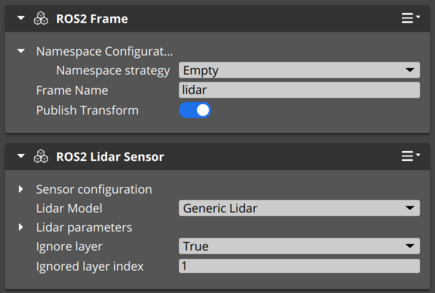 ROS2 Frame
Namespace Configurat...
Namespace strategy Empty
Frame Name lidar
Publish Transform
ROS2 Lidar Sensor
Sensor configuration
Lidar Model Generic Lidar
Lidar parameters
Ignore layer True
Ignored layer index 1